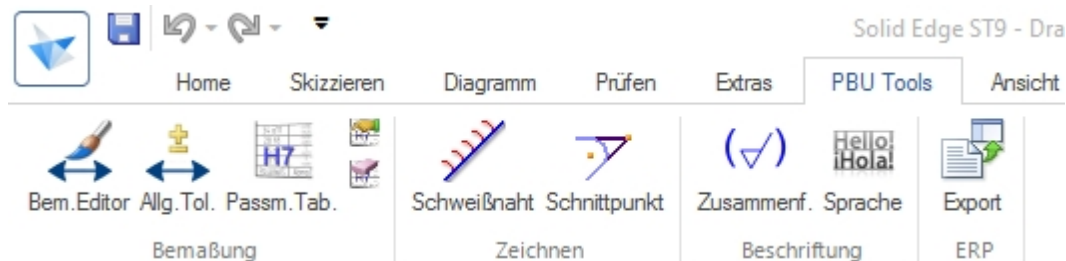 Solid Edge ST9 - Dra
Home Skizzieren Diagramm Prüfen Extras PBU Tools Ansicht
H7 Hello! ¡Hola!
Bem.Editor Allg.Tol. Passm.Tab. Schweißnaht Schnittpunkt Zusammenf. Sprache Export
Bemaßung Zeichnen Beschriftung ERP